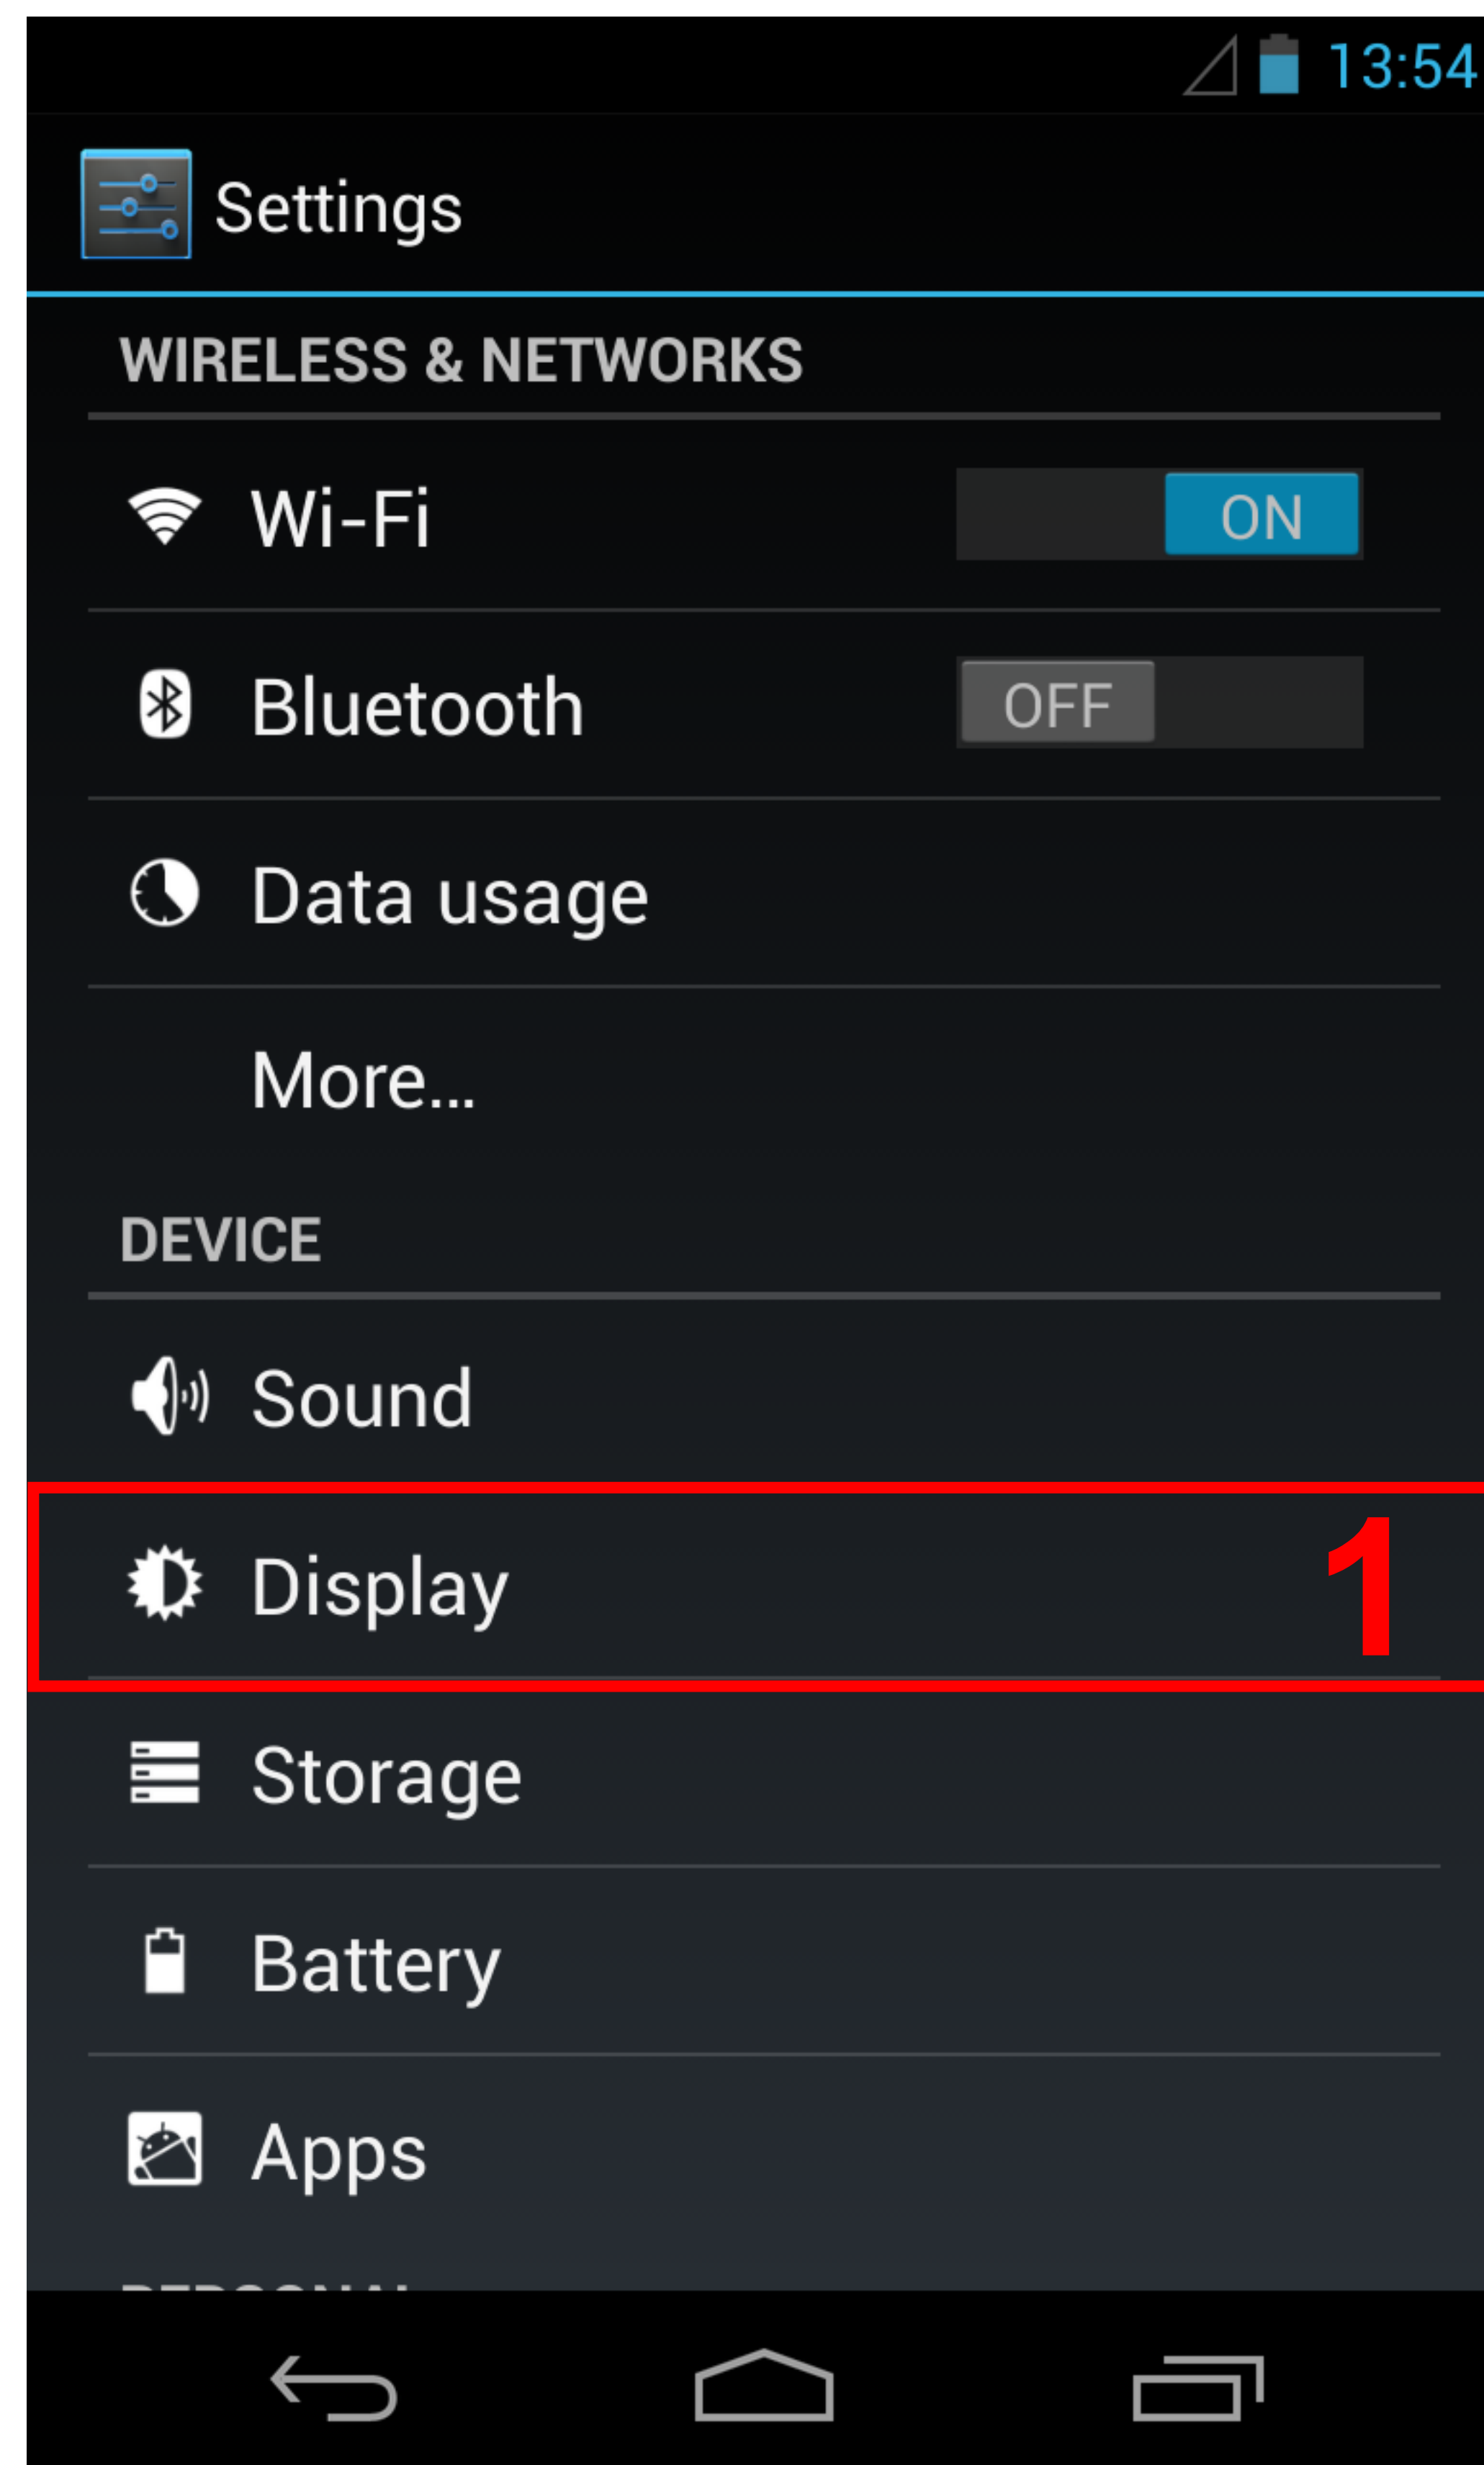 13:54
Settings
WIRELESS & NETWORKS
Wi-Fi ON
Bluetooth OFF
Data usage
More...
DEVICE
Sound
Display 1
Storage
Battery
Apps